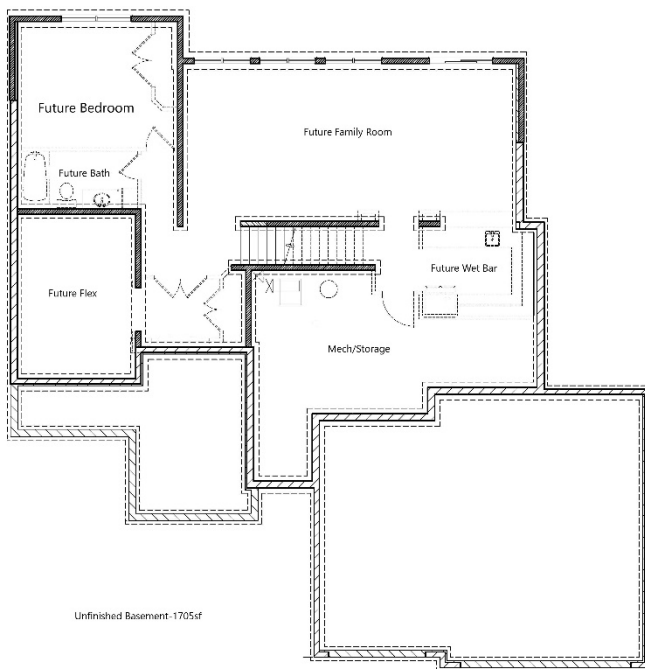 Future Bedroom
Future Family Room
Future Bath
Future Wet Bar
Future Flex
Mech/Storage
Unfinished Basement-1705sf